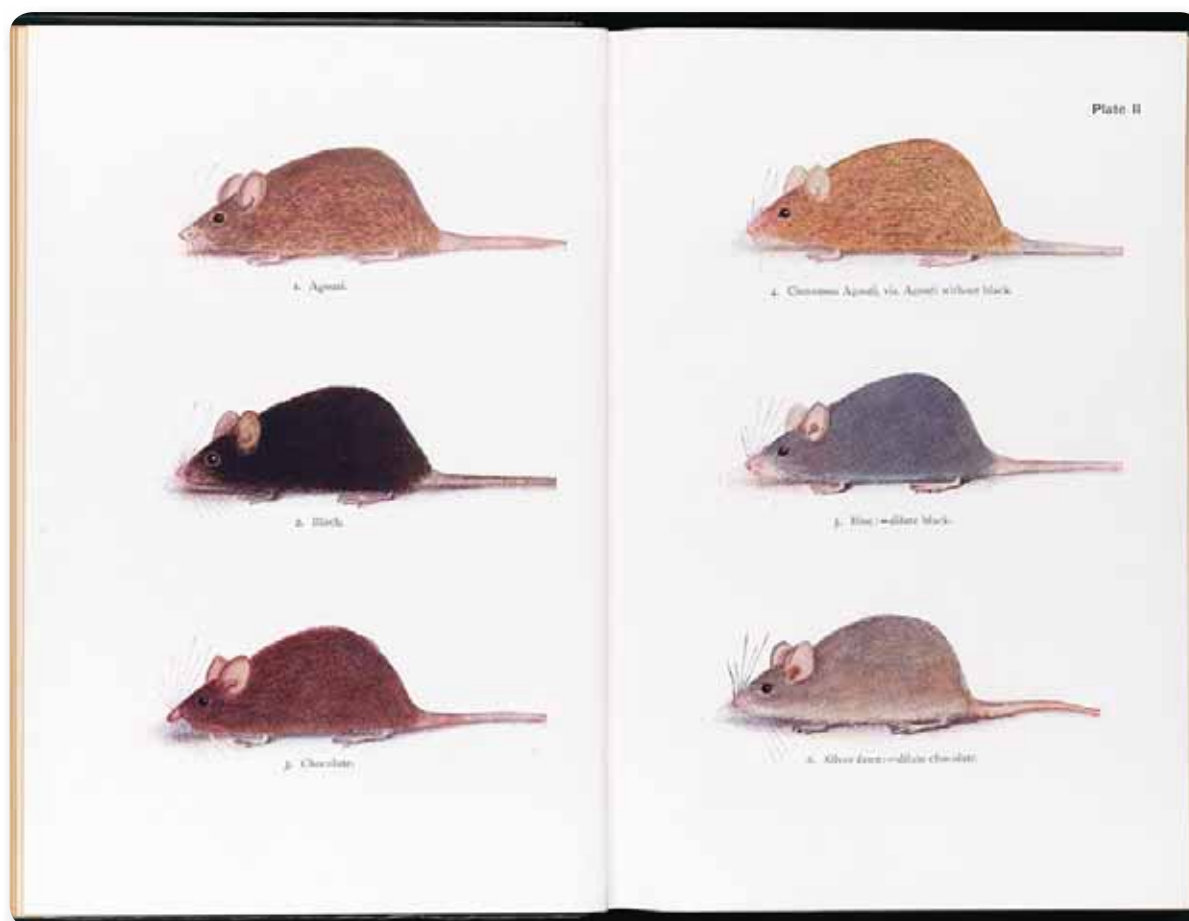 Plate II
1. Agouti.
4. Cinnamon Agouti, viz. Agouti without black.
2. Black.
5. Blue:=dilute black.
3. Chocolate.
6. Silver fawn:=dilute chocolate.